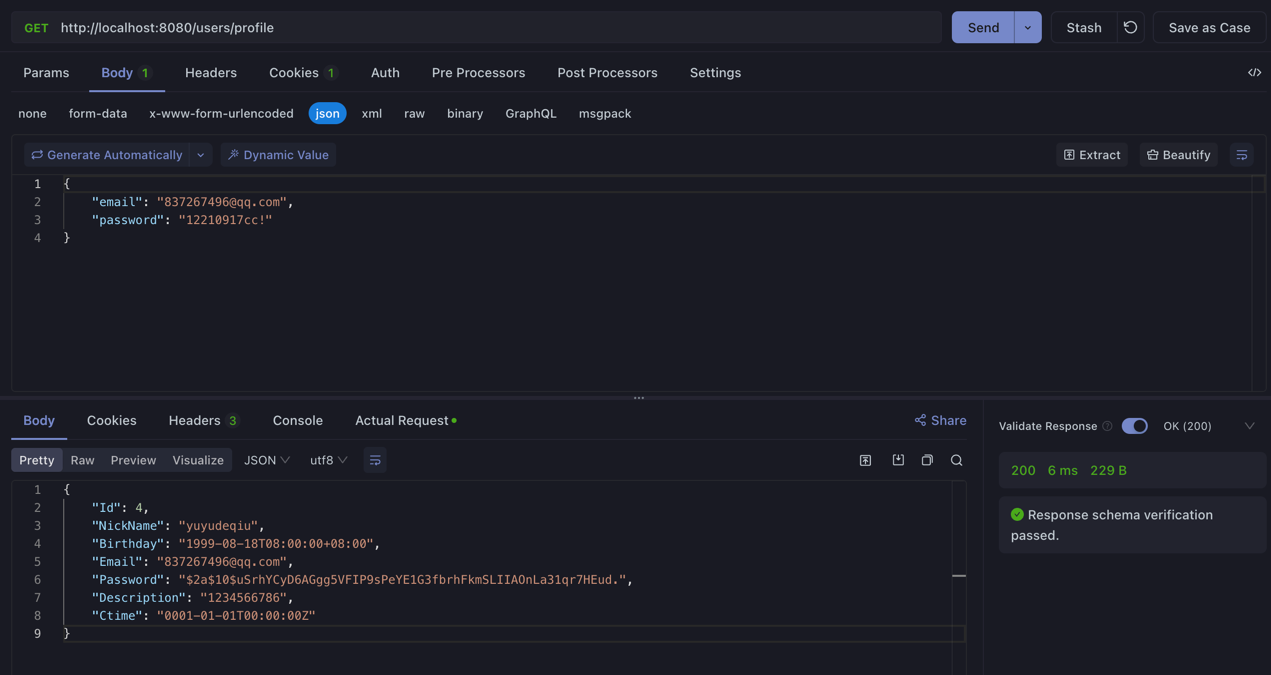 GET http://localhost:8080/users/profile Send Stash Save as Case
Params Body 1 Headers Cookies 1 Auth Pre Processors Post Processors Settings </>
none form-data x-www-form-urlencoded json xml raw binary GraphQL msgpack
Generate Automatically Dynamic Value Extract Beautify
1 {
2 "email": "837267496@qq.com",
3 "password": "12210917cc!"
4 }
Body Cookies Headers 3 Console Actual Request Share
Pretty Raw Preview Visualize JSON utf8
1 {
2 "Id": 4,
3 "NickName": "yuyudeqiu",
4 "Birthday": "1999-08-18T08:00:00+08:00",
5 "Email": "837267496@qq.com",
6 "Password": "$2a$10$uSrhYCyD6AGgg5VFIP9sPeYE1G3fbrhFkmSLIIAOnLa31qr7HEud.",
7 "Description": "1234566786",
8 "Ctime": "0001-01-01T00:00:00Z"
9 }
Validate Response ? OK (200)
200 6 ms 229 B
Response schema verification
passed.